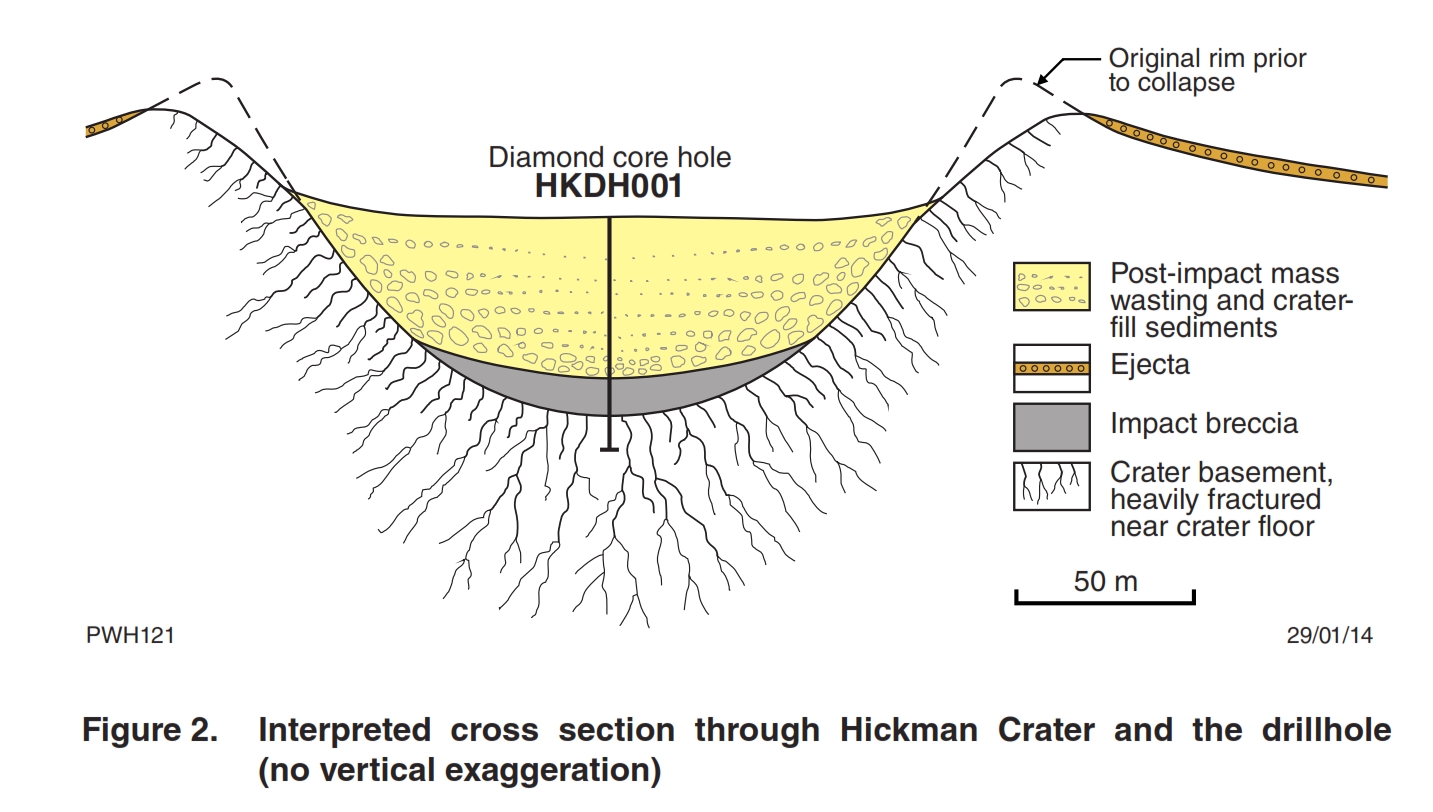 Original rim prior
to collapse
Diamond core hole
HKDH001
Post-impact mass
wasting and crater-
fill sediments
Ejecta
Impact breccia
Crater basement,
heavily fractured
near crater floor
50 m
PWH121
29/01/14
Figure 2. Interpreted cross section through Hickman Crater and the drillhole
(no vertical exaggeration)